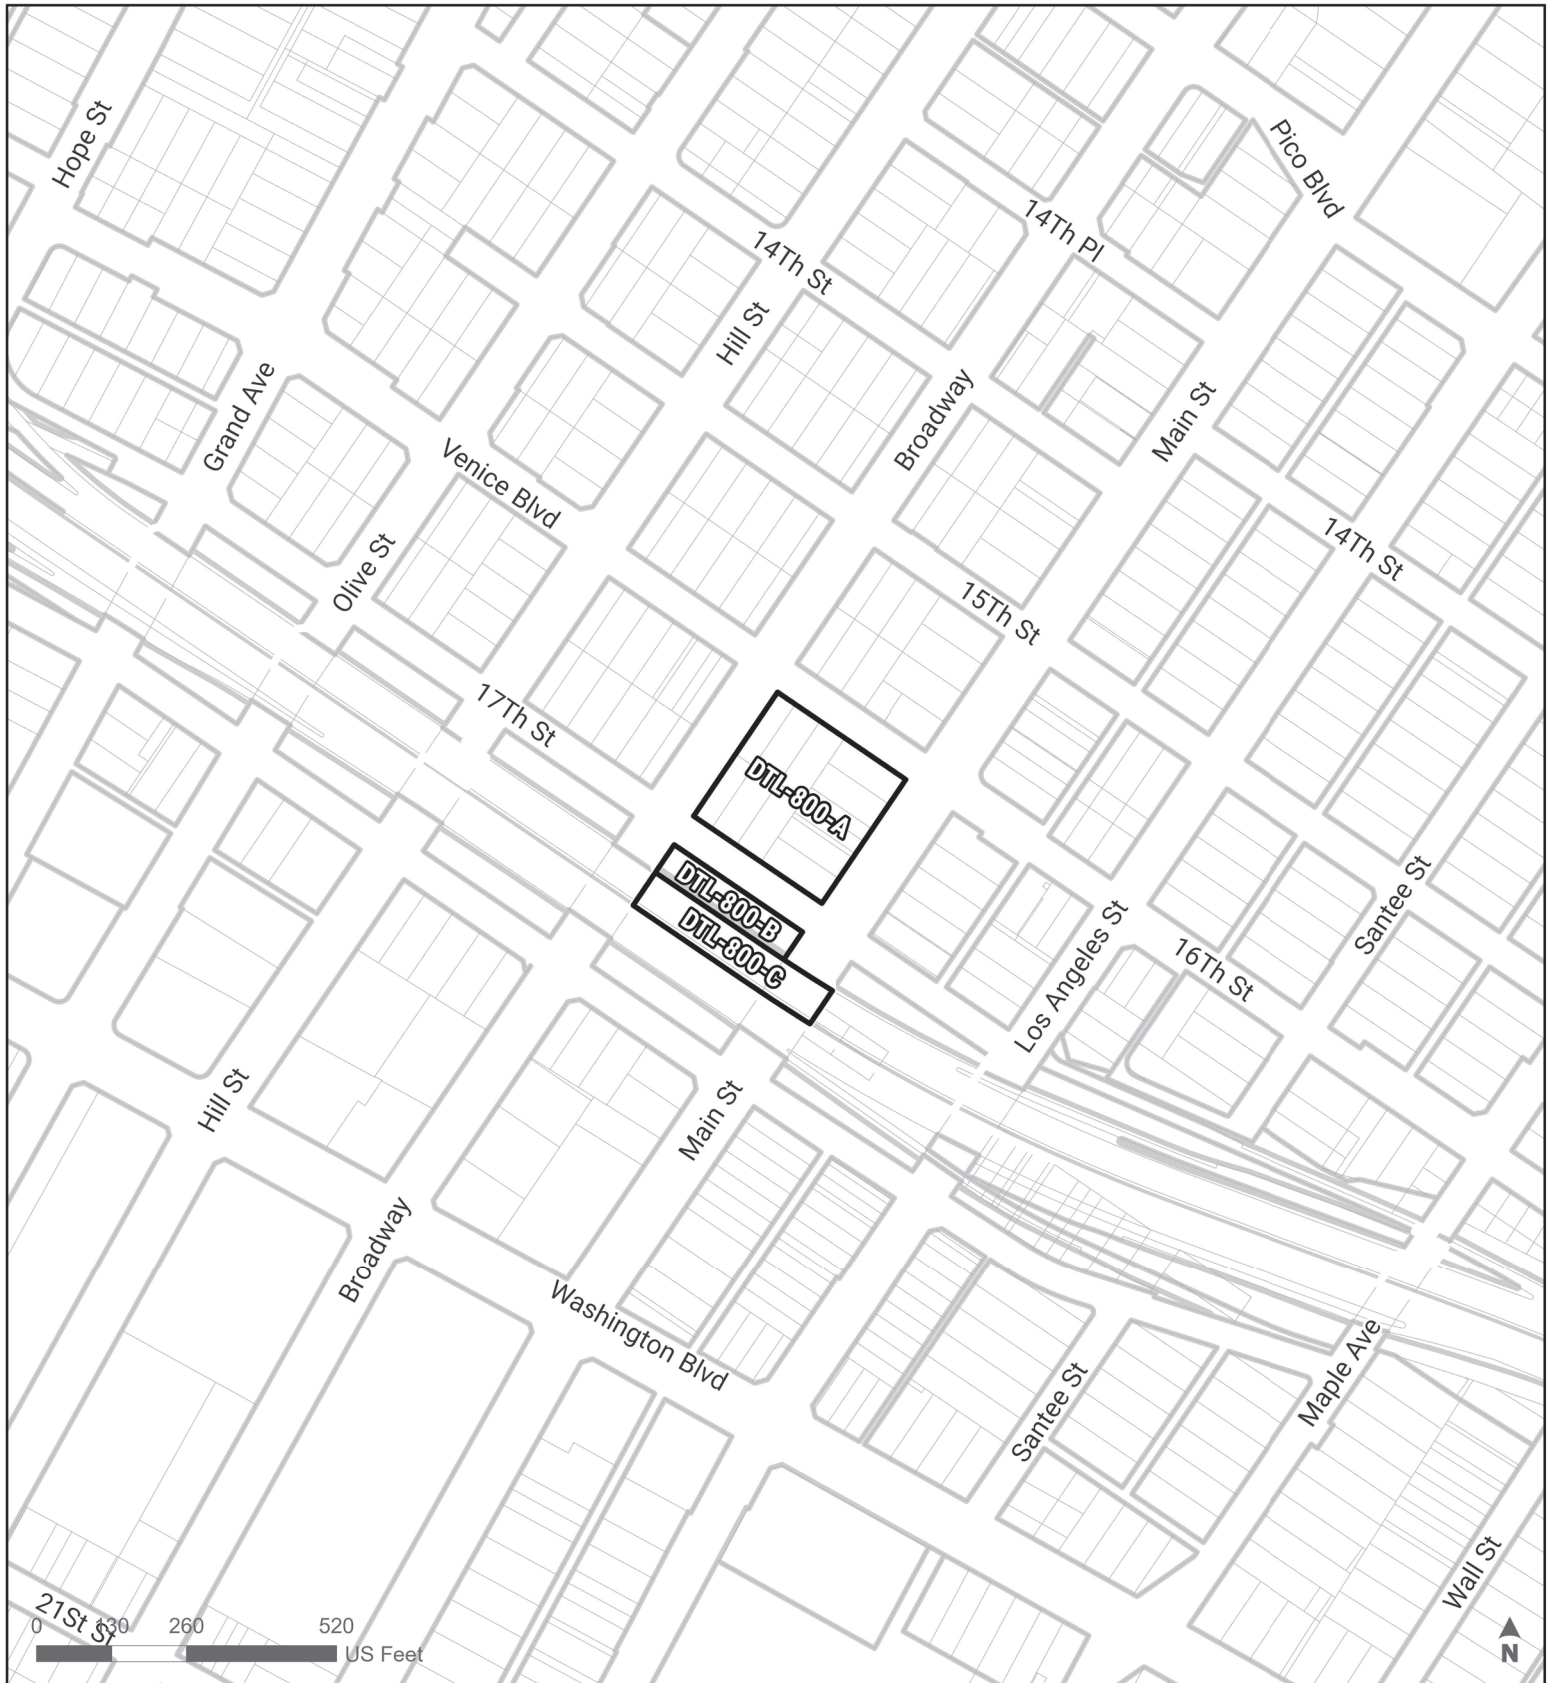 Hope St
Pico Blvd
14Th Pl
14Th St
Hill St
Grand Ave
Broadway
Main St
Venice Blvd
14Th St
Olive St
15Th St
17Th St
DTL-800-A
DTL-800-B
DTL-800-C
Santee St
Los Angeles St
16Th St
Hill St
Main St
Broadway
Washington Blvd
Maple Ave
Santee St
Wall St
21St St
0 130 260 520
US Feet
N